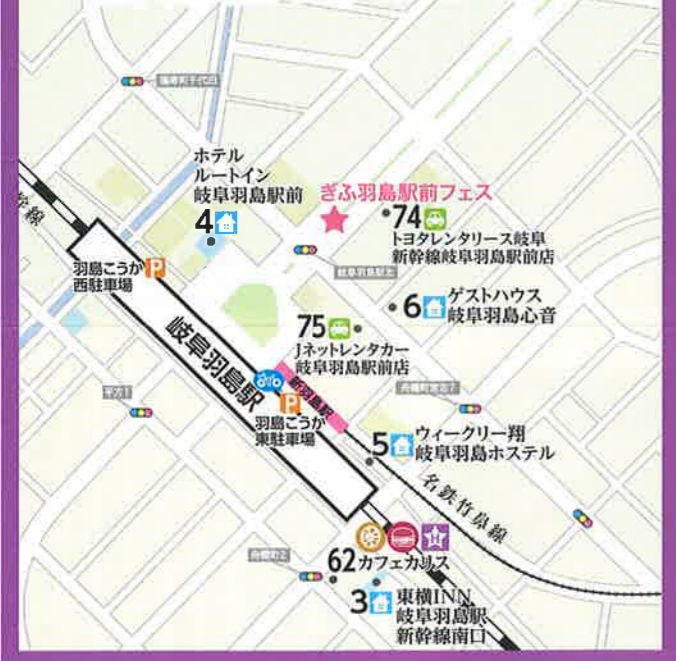 ホテル
ルートイン
岐阜羽島駅前
4
ぎふ羽島駅前フェス
74
トヨタレンタリース岐阜
新幹線岐阜羽島駅前店
幹線
羽島こうか
西駐車場
P
岐阜羽島駅北
6
ゲストハウス
岐阜羽島心音
75
Jネットレンタカー
岐阜羽島駅前店
岐阜羽島駅
新羽島駅
P
羽島こうか
東駐車場
5
ウィークリー翔
岐阜羽島ホステル
名鉄竹鼻線
62
カフェカリス
3
東横INN
岐阜羽島駅
新幹線南口